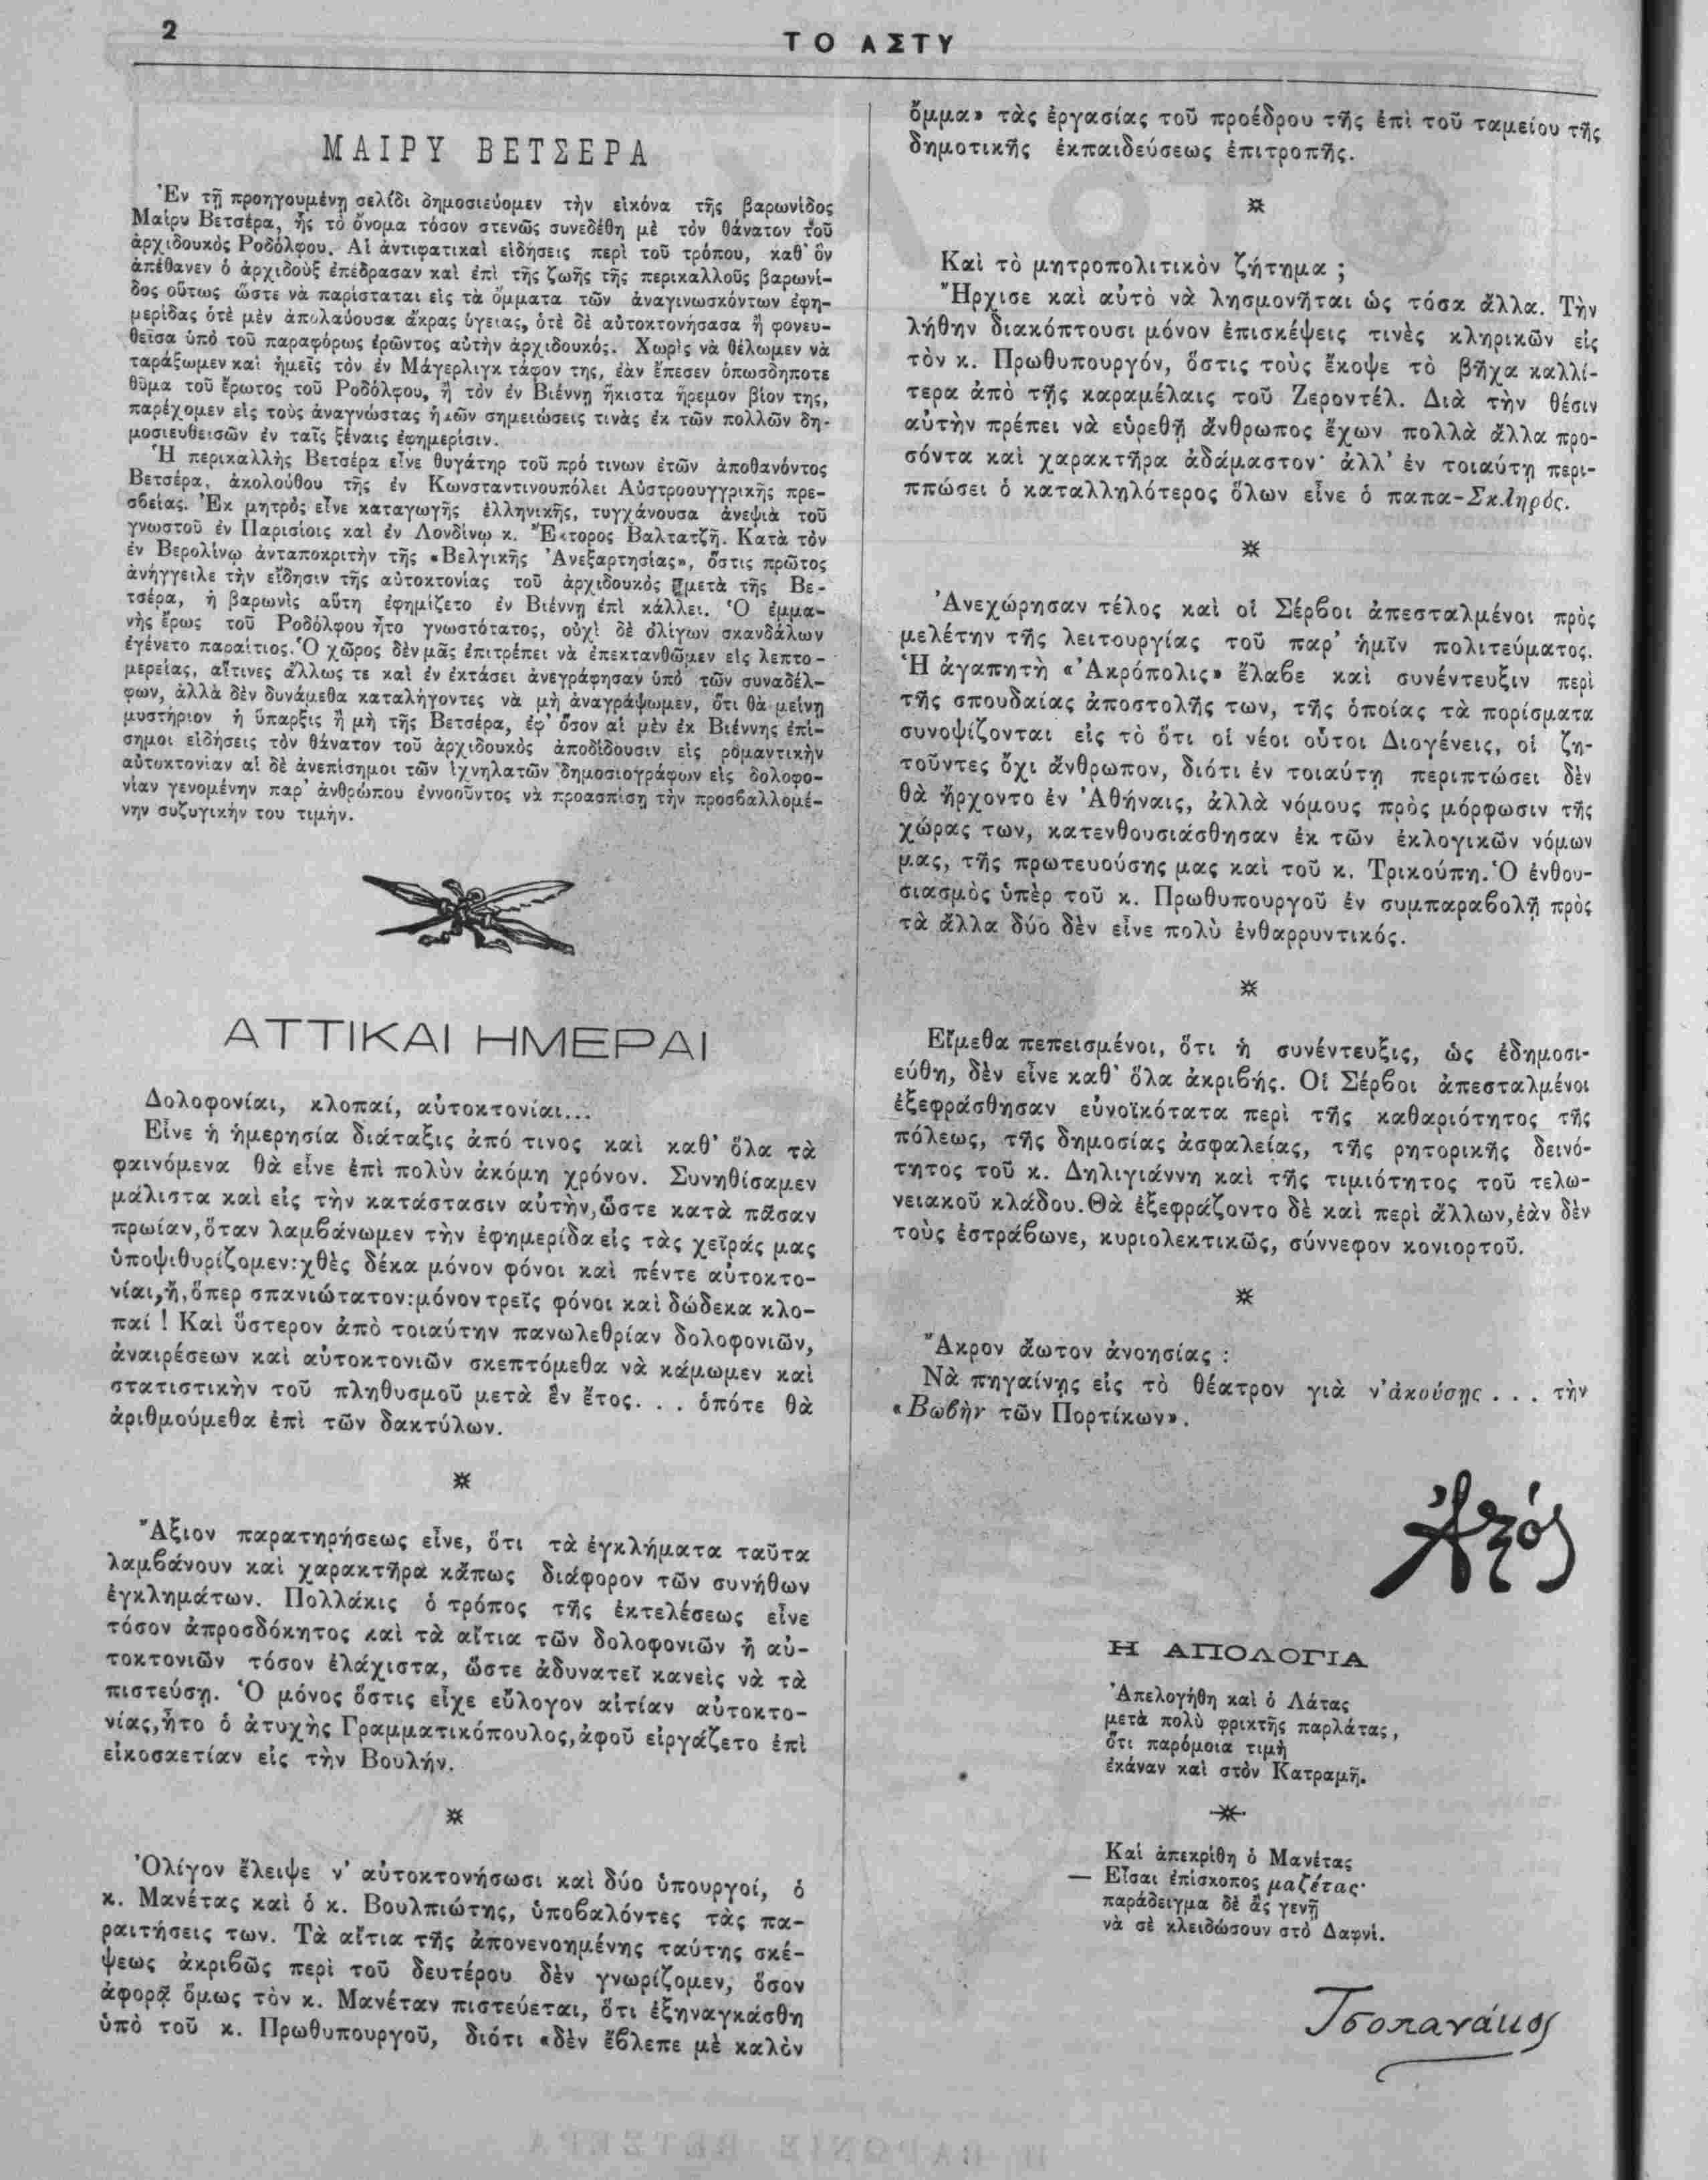 2
ΤΟ ΑΣΤΥ
ΜΑΙΡΥ ΒΕΤΣΕΡΑ
Ἐν τῇ προηγουμένῃ σελίδι δημοσιεύομεν τὴν εἰκόνα τῆς βαρωνίδος
Μαίρυ Βετσέρα, ἧς τὸ ὄνομα τόσον στενῶς συνεδέθη μὲ τὸν θάνατον τοῦ
ἀρχιδουκὸς Ροδόλφου. Αἱ ἀντιφατικαὶ εἰδήσεις περὶ τοῦ τρόπου, καθ' ὃν
ἀπέθανεν ὁ ἀρχιδοὺξ ἐπέδρασαν καὶ ἐπὶ τῆς ζωῆς τῆς περικαλλοῦς βαρωνί-
δος οὕτως ὥστε νὰ παρίσταται εἰς τὰ ὄμματα τῶν ἀναγινωσκόντων ἐφη-
μερίδας ὁτὲ μὲν ἀπολαύουσα ἄκρας ὑγείας, ὁτὲ δὲ αὐτοκτονήσασα ἢ φονευ-
θεῖσα ὑπὸ τοῦ παραφόρως ἐρῶντος αὐτὴν ἀρχιδουκός. Χωρὶς νὰ θέλωμεν νὰ
ταράξωμεν καὶ ἡμεῖς τὸν ἐν Μάγερλιγκ τάφον της, ἐὰν ἔπεσεν ὁπωσδηποτε
θῦμα τοῦ ἔρωτος τοῦ Ροδόλφου, ἢ τὸν ἐν Βιέννῃ ἥκιστα ἤρεμον βίον της,
παρέχομεν εἰς τοὺς ἀναγνώστας ἡμῶν σημειώσεις τινὰς ἐκ τῶν πολλῶν δη-
μοσιευθεισῶν ἐν ταῖς ξέναις ἐφημερίσιν.
Ἡ περικαλλὴς Βετσέρα εἶνε θυγάτηρ τοῦ πρό τινων ἐτῶν ἀποθανόντος
Βετσέρα, ἀκολούθου τῆς ἐν Κωνσταντινουπόλει Αὐστροουγγρικῆς πρε-
σβείας. Ἐκ μητρὸς εἶνε καταγωγῆς ἑλληνικῆς, τυγχάνουσα ἀνεψιὰ τοῦ
γνωστοῦ ἐν Παρισίοις καὶ ἐν Λονδίνῳ κ. Ἕκτορος Βαλτατζῆ. Κατὰ τὸν
ἐν Βερολίνῳ ἀνταποκριτὴν τῆς «Βελγικῆς Ἀνεξαρτησίας», ὅστις πρῶτος
ἀνήγγειλε τὴν εἴδησιν τῆς αὐτοκτονίας τοῦ ἀρχιδουκὸς μετὰ τῆς Βε-
τσέρα, ἡ βαρωνὶς αὕτη ἐφημίζετο ἐν Βιέννῃ ἐπὶ κάλλει. Ὁ ἐμμα-
νὴς ἔρως τοῦ Ροδόλφου ἦτο γνωστότατος, οὐχὶ δὲ ὀλίγων σκανδάλων
ἐγένετο παραίτιος. Ὁ χῶρος δὲν μᾶς ἐπιτρέπει νὰ ἐπεκτανθῶμεν εἰς λεπτο-
μερείας, αἵτινες ἄλλως τε καὶ ἐν ἐκτάσει ἀνεγράφησαν ὑπὸ τῶν συναδέλ-
φων, ἀλλὰ δὲν δυνάμεθα καταλήγοντες νὰ μὴ ἀναγράψωμεν, ὅτι θὰ μείνῃ
μυστήριον ἡ ὕπαρξις ἢ μὴ τῆς Βετσέρα, ἐφ' ὅσον αἱ μὲν ἐκ Βιέννης ἐπί-
σημοι εἰδήσεις τὸν θάνατον τοῦ ἀρχιδουκὸς ἀποδίδουσιν εἰς ρομαντικὴν
αὐτοκτονίαν αἱ δὲ ἀνεπίσημοι τῶν ἰχνηλατῶν δημοσιογράφων εἰς δολοφο-
νίαν γενομένην παρ' ἀνθρώπου ἐννοοῦντος νὰ προασπίσῃ τὴν προσβαλλομέ-
νην συζυγικήν του τιμήν.
ΑΤΤΙΚΑΙ ΗΜΕΡΑΙ
Δολοφονίαι, κλοπαί, αὐτοκτονίαι...
Εἶνε ἡ ἡμερησία διάταξις ἀπό τινος καὶ καθ' ὅλα τὰ
φαινόμενα θὰ εἶνε ἐπὶ πολὺν ἀκόμη χρόνον. Συνηθίσαμεν
μάλιστα καὶ εἰς τὴν κατάστασιν αὐτὴν, ὥστε κατὰ πᾶσαν
πρωίαν, ὅταν λαμβάνωμεν τὴν ἐφημερίδα εἰς τὰς χεῖράς μας
ὑποψιθυρίζομεν: χθὲς δέκα μόνον φόνοι καὶ πέντε αὐτοκτο-
νίαι, ἤ, ὅπερ σπανιώτατον: μόνον τρεῖς φόνοι καὶ δώδεκα κλο-
παί ! Καὶ ὕστερον ἀπὸ τοιαύτην πανωλεθρίαν δολοφονιῶν,
ἀναιρέσεων καὶ αὐτοκτονιῶν σκεπτόμεθα νὰ κάμωμεν καὶ
στατιστικὴν τοῦ πληθυσμοῦ μετὰ ἓν ἔτος. . . ὁπότε θὰ
ἀριθμούμεθα ἐπὶ τῶν δακτύλων.
Ἄξιον παρατηρήσεως εἶνε, ὅτι τὰ ἐγκλήματα ταῦτα
λαμβάνουν καὶ χαρακτῆρα κἄπως διάφορον τῶν συνήθων
ἐγκλημάτων. Πολλάκις ὁ τρόπος τῆς ἐκτελέσεως εἶνε
τόσον ἀπροσδόκητος καὶ τὰ αἴτια τῶν δολοφονιῶν ἢ αὐ-
τοκτονιῶν τόσον ἐλάχιστα, ὥστε ἀδυνατεῖ κανεὶς νὰ τὰ
πιστεύσῃ. Ὁ μόνος ὅστις εἶχε εὔλογον αἰτίαν αὐτοκτο-
νίας, ἦτο ὁ ἀτυχὴς Γραμματικόπουλος, ἀφοῦ εἰργάζετο ἐπὶ
εἰκοσαετίαν εἰς τὴν Βουλήν.
Ὀλίγον ἔλειψε ν' αὐτοκτονήσωσι καὶ δύο ὑπουργοί, ὁ
κ. Μανέτας καὶ ὁ κ. Βουλπιώτης, ὑποβαλόντες τὰς πα-
ραιτήσεις των. Τὰ αἴτια τῆς ἀπονενοημένης ταύτης σκέ-
ψεως ἀκριβῶς περὶ τοῦ δευτέρου δὲν γνωρίζομεν, ὅσον
ἀφορᾷ ὅμως τὸν κ. Μανέταν πιστεύεται, ὅτι ἐξηναγκάσθη
ὑπὸ τοῦ κ. Πρωθυπουργοῦ, διότι «δὲν ἔβλεπε μὲ καλὸν
ὄμμα» τὰς ἐργασίας τοῦ προέδρου τῆς ἐπὶ τοῦ ταμείου τῆς
δημοτικῆς ἐκπαιδεύσεως ἐπιτροπῆς.
Καὶ τὸ μητροπολιτικὸν ζήτημα ;
Ἤρχισε καὶ αὐτὸ νὰ λησμονῆται ὡς τόσα ἄλλα. Τὴν
λήθην διακόπτουσι μόνον ἐπισκέψεις τινὲς κληρικῶν εἰς
τὸν κ. Πρωθυπουργόν, ὅστις τοὺς ἔκοψε τὸ βῆχα καλλί-
τερα ἀπὸ τῇς καραμέλαις τοῦ Ζεροντέλ. Διὰ τὴν θέσιν
αὐτὴν πρέπει νὰ εὑρεθῇ ἄνθρωπος ἔχων πολλὰ ἄλλα προ-
σόντα καὶ χαρακτῆρα ἀδάμαστον· ἀλλ' ἐν τοιαύτῃ περι-
ππώσει ὁ καταλληλότερος ὅλων εἶνε ὁ παπα-Σκληρός.
Ἀνεχώρησαν τέλος καὶ οἱ Σέρβοι ἀπεσταλμένοι πρὸς
μελέτην τῆς λειτουργίας τοῦ παρ' ἡμῖν πολιτεύματος.
Ἡ ἀγαπητὴ «Ἀκρόπολις» ἔλαβε καὶ συνέντευξιν περὶ
τῆς σπουδαίας ἀποστολῆς των, τῆς ὁποίας τὰ πορίσματα
συνοψίζονται εἰς τὸ ὅτι οἱ νέοι οὗτοι Διογένεις, οἱ ζη-
τοῦντες ὄχι ἄνθρωπον, διότι ἐν τοιαύτῃ περιπτώσει δὲν
θὰ ἤρχοντο ἐν Ἀθήναις, ἀλλὰ νόμους πρὸς μόρφωσιν τῆς
χώρας των, κατενθουσιάσθησαν ἐκ τῶν ἐκλογικῶν νόμων
μας, τῆς πρωτευούσης μας καὶ τοῦ κ. Τρικούπη. Ὁ ἐνθου-
σιασμὸς ὑπὲρ τοῦ κ. Πρωθυπουργοῦ ἐν συμπαραβολῇ πρὸς
τὰ ἄλλα δύο δὲν εἶνε πολὺ ἐνθαρρυντικός.
Εἴμεθα πεπεισμένοι, ὅτι ἡ συνέντευξις, ὡς ἐδημοσι-
εύθη, δὲν εἶνε καθ' ὅλα ἀκριβής. Οἱ Σέρβοι ἀπεσταλμένοι
ἐξεφράσθησαν εὐνοϊκότατα περὶ τῆς καθαριότητος τῆς
πόλεως, τῆς δημοσίας ἀσφαλείας, τῆς ρητορικῆς δεινό-
τητος τοῦ κ. Δηλιγιάννη καὶ τῆς τιμιότητος τοῦ τελω-
νειακοῦ κλάδου. Θὰ ἐξεφράζοντο δὲ καὶ περὶ ἄλλων, ἐὰν δὲν
τοὺς ἐστράβωνε, κυριολεκτικῶς, σύννεφον κονιορτοῦ.
Ἄκρον ἄωτον ἀνοησίας :
Νὰ πηγαίνῃς εἰς τὸ θέατρον γιὰ ν' ἀκούσῃς . . . τὴν
«Βωβὴν τῶν Πορτίκων».
Ἀξός
Η ΑΠΟΛΟΓΙΑ
Ἀπελογήθη καὶ ὁ Λάτας
μετὰ πολὺ φρικτῆς παρλάτας,
ὅτι παρόμοια τιμὴ
ἐκάναν καὶ στὸν Κατραμῆ.
Καὶ ἀπεκρίθη ὁ Μανέτας
— Εἶσαι ἐπίσκοπος μαζέτας·
παράδειγμα δὲ ἂς γενῇ
νὰ σὲ κλειδώσουν στὸ Δαφνί.
Τσοπανάκος